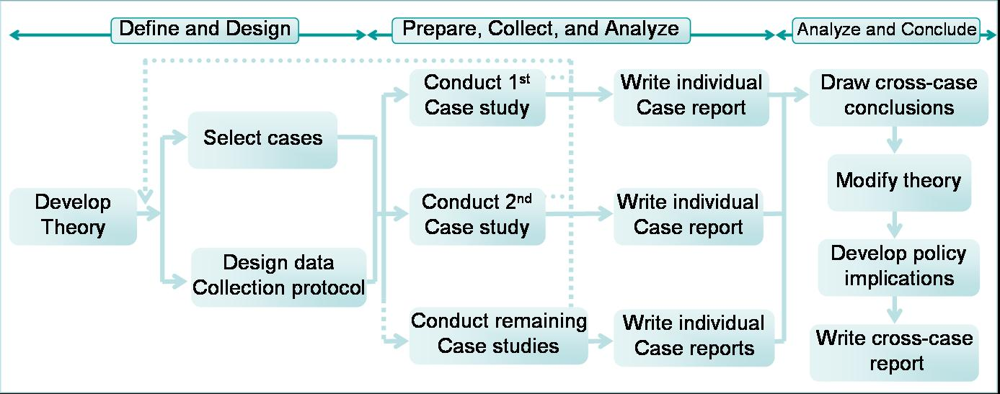 Define and Design
Prepare, Collect, and Analyze
Analyze and Conclude
Develop
Theory
Select cases
Design data
Collection protocol
Conduct 1st
Case study
Conduct 2nd
Case study
Conduct remaining
Case studies
Write individual
Case report
Write individual
Case report
Write individual
Case reports
Draw cross-case
conclusions
Modify theory
Develop policy
implications
Write cross-case
report